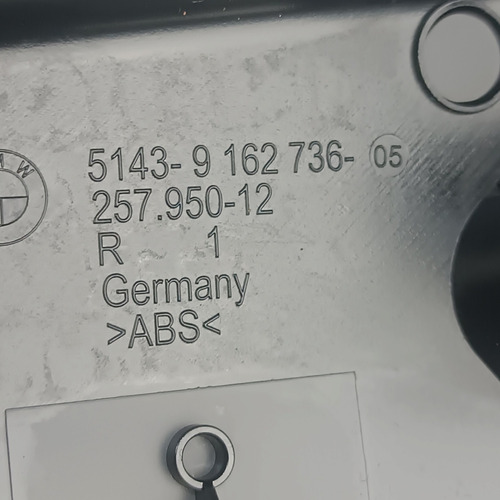 5143- 9 162 736- 05
257.950-12
R 1
Germany
>ABS<